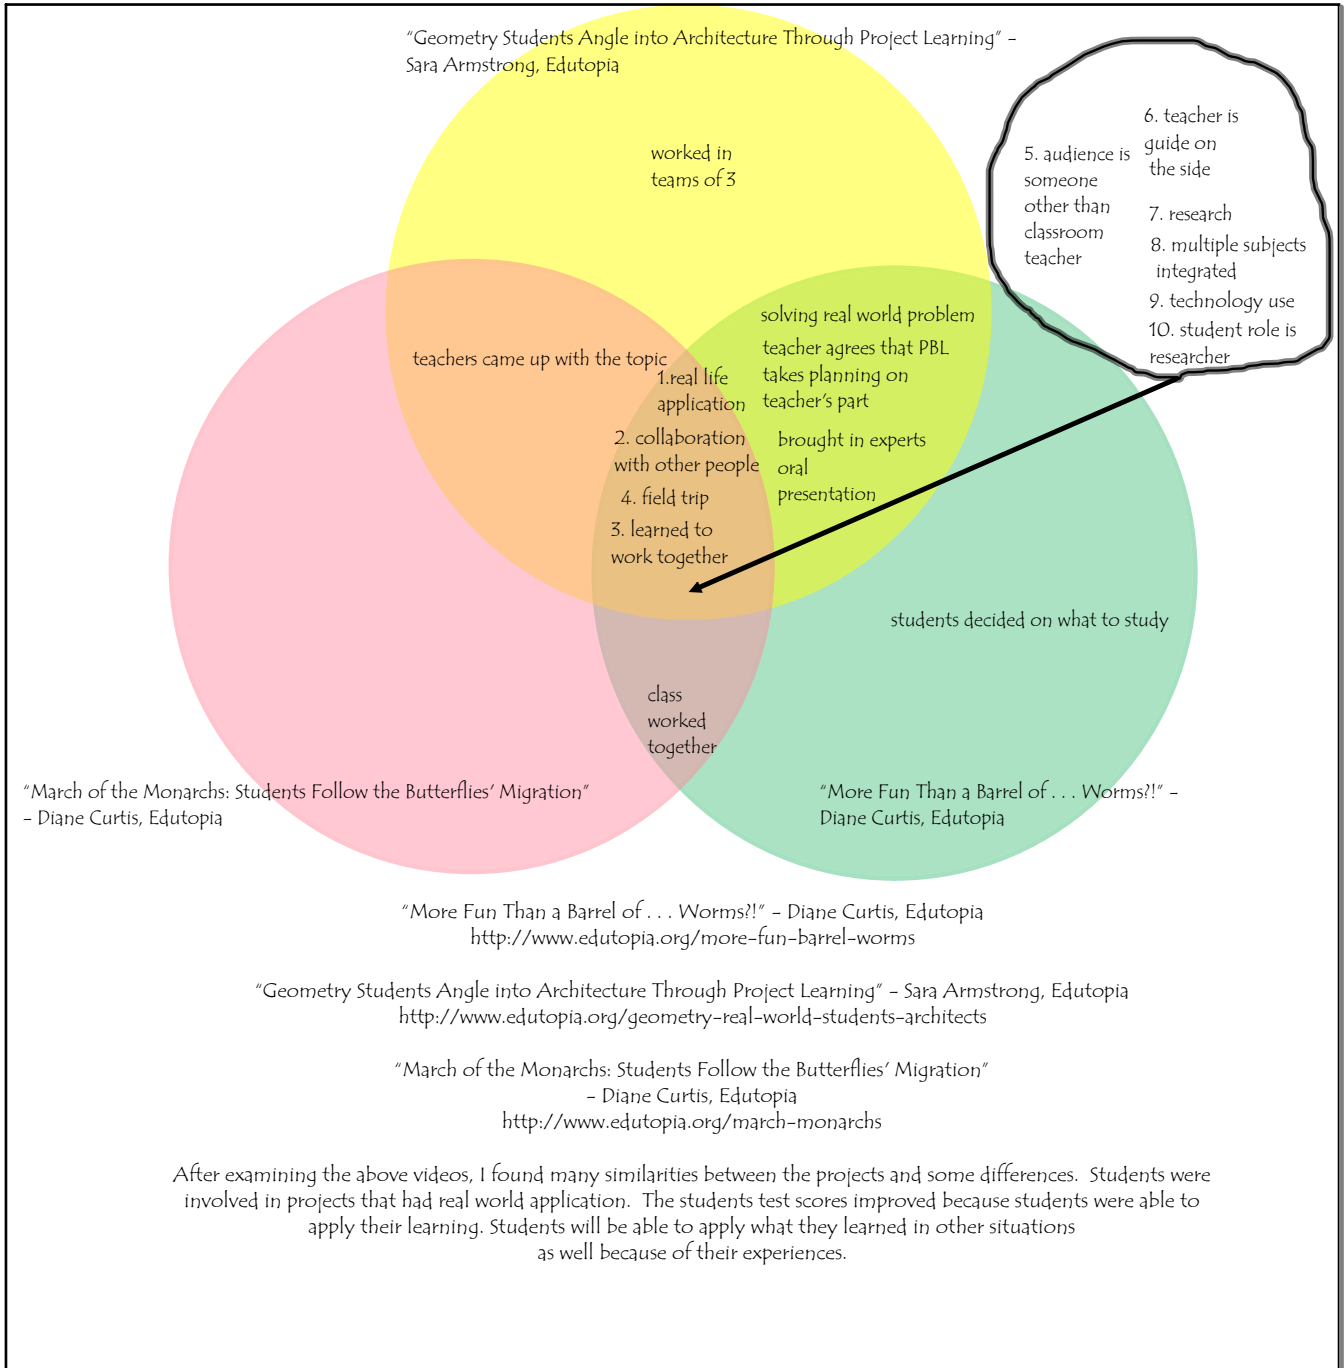 “Geometry Students Angle into Architecture Through Project Learning” –
Sara Armstrong, Edutopia
worked in
teams of 3
5. audience is
someone
other than
classroom
teacher
6. teacher is
guide on
the side
7. research
8. multiple subjects
integrated
9. technology use
10. student role is
researcher
teachers came up with the topic
1.real life
application
2. collaboration
with other people
4. field trip
3. learned to
work together
solving real world problem
teacher agrees that PBL
takes planning on
teacher’s part
brought in experts
oral
presentation
students decided on what to study
class
worked
together
“March of the Monarchs: Students Follow the Butterflies’ Migration”
– Diane Curtis, Edutopia
“More Fun Than a Barrel of . . . Worms?!” –
Diane Curtis, Edutopia
“More Fun Than a Barrel of . . . Worms?!” – Diane Curtis, Edutopia
http://www.edutopia.org/more-fun-barrel-worms
“Geometry Students Angle into Architecture Through Project Learning” – Sara Armstrong, Edutopia
http://www.edutopia.org/geometry-real-world-students-architects
“March of the Monarchs: Students Follow the Butterflies’ Migration”
– Diane Curtis, Edutopia
http://www.edutopia.org/march-monarchs
After examining the above videos, I found many similarities between the projects and some differences.  Students were
involved in projects that had real world application.  The students test scores improved because students were able to
apply their learning. Students will be able to apply what they learned in other situations
as well because of their experiences.